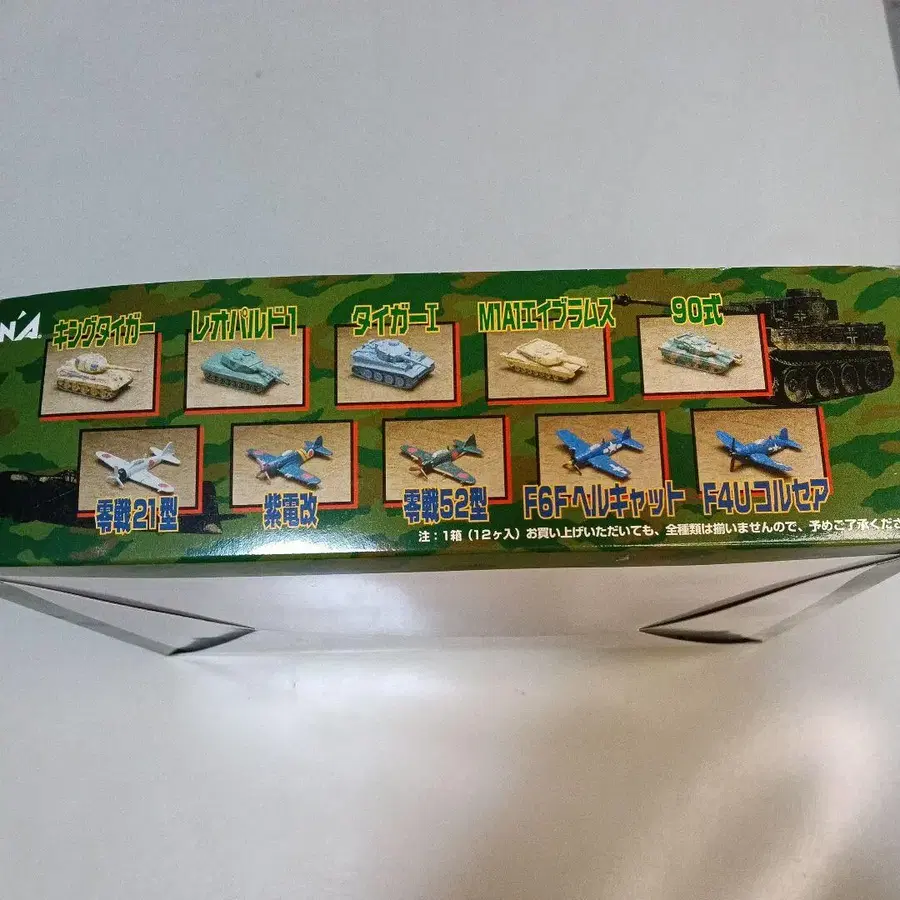 N'A®
キングタイガー
レオパルド1
タイガーI
M1A1エイブラムス
90式
零戦21型
紫電改
零戦52型
F6Fヘルキャット
F4Uコルセア
注:1箱(12ヶ入)お買い上げいただいても、全種類は揃いませんので、予めご了承くださ